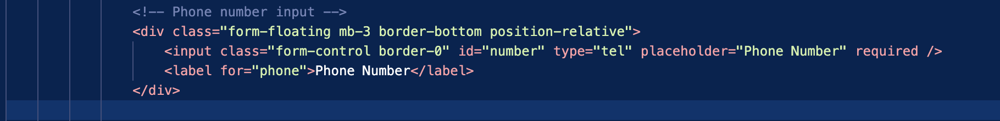 <!-- Phone number input -->
<div class="form-floating mb-3 border-bottom position-relative">
<input class="form-control border-0" id="number" type="tel" placeholder="Phone Number" required />
<label for="phone">Phone Number</label>
</div>